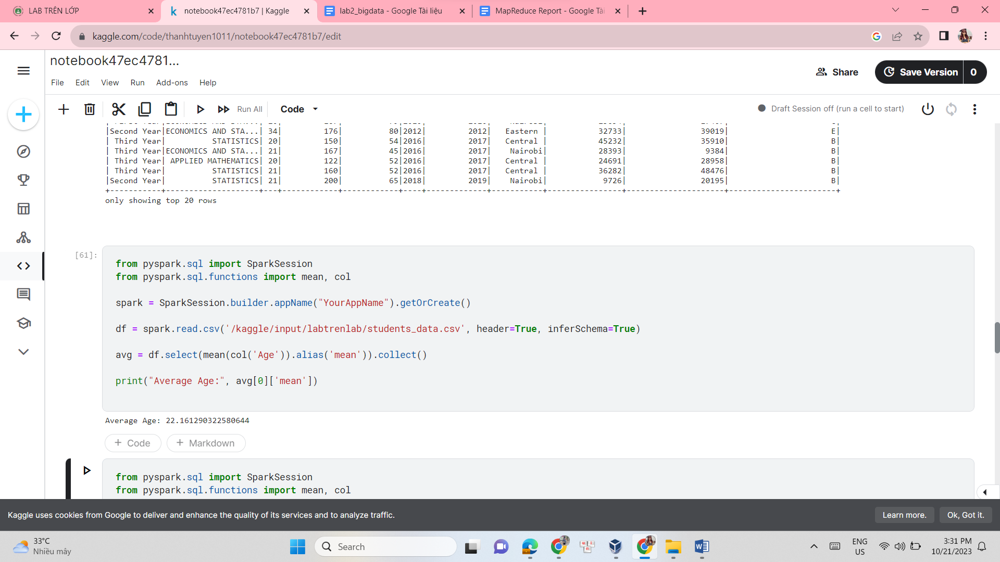 LAB TRÊN LỚP
notebook47ec4781b7 | Kaggle
lab2_bigdata - Google Tài liệu
MapReduce Report - Google Tài
kaggle.com/code/thanhtuyen1011/notebook47ec4781b7/edit
notebook47ec4781...
File Edit View Run Add-ons Help
Share
Save Version 0
Run All
Code
Draft Session off (run a cell to start)
|Second Year|ECONOMICS AND STA...| 34| 176| 80|2012| 2012| Eastern | 32733| 39019| E|
| Third Year| STATISTICS| 20| 150| 54|2016| 2017| Central | 45232| 35910| B|
| Third Year|ECONOMICS AND STA...| 21| 167| 45|2016| 2017| Nairobi| 28393| 9384| B|
| Third Year| APPLIED MATHEMATICS| 20| 122| 52|2016| 2017| Central | 24691| 28958| B|
| Third Year| STATISTICS| 21| 160| 52|2016| 2017| Central | 36282| 48476| B|
|Second Year| STATISTICS| 21| 200| 65|2018| 2019| Nairobi| 9726| 20195| B|
+-----------+--------------------+---+------------+------------+----+-------------+-----------+----------------+---------------------+-----------------------+
only showing top 20 rows
[61]:
from pyspark.sql import SparkSession
from pyspark.sql.functions import mean, col
spark = SparkSession.builder.appName("YourAppName").getOrCreate()
df = spark.read.csv('/kaggle/input/labtrenlab/students_data.csv', header=True, inferSchema=True)
avg = df.select(mean(col('Age')).alias('mean')).collect()
print("Average Age:", avg[0]['mean'])
Average Age: 22.161290322580644
+ Code + Markdown
from pyspark.sql import SparkSession
from pyspark.sql.functions import mean, col
Kaggle uses cookies from Google to deliver and enhance the quality of its services and to analyze traffic.
Learn more.
Ok, Got it.
33°C
Nhiều mây
Search
ENG
US
3:31 PM
10/21/2023